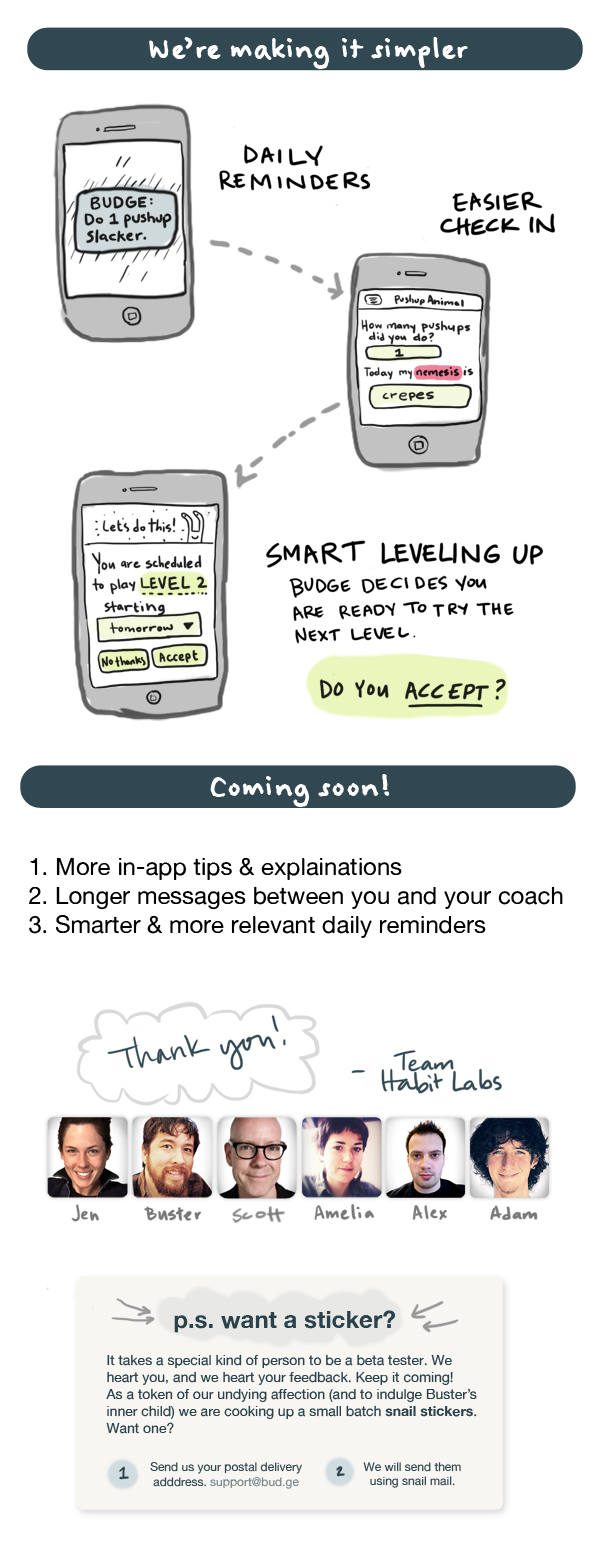 We're making it simpler
DAILY
REMINDERS
BUDGE:
Do 1 pushup
Slacker.
EASIER
CHECK IN
Pushup Animal
How many pushups
did you do?
1
Today my nemesis is
crepes
Let's do this!
You are scheduled
to play LEVEL 2
starting
tomorrow
No thanks Accept
SMART LEVELING UP
BUDGE DECIDES YOU
ARE READY TO TRY THE
NEXT LEVEL.
DO YOU ACCEPT?
Coming soon!
1. More in-app tips & explainations
2. Longer messages between you and your coach
3. Smarter & more relevant daily reminders
Thank you!
- Team
Habit Labs
Jen Buster Scott Amelia Alex Adam
p.s. want a sticker?
It takes a special kind of person to be a beta tester. We
heart you, and we heart your feedback. Keep it coming!
As a token of our undying affection (and to indulge Buster's
inner child) we are cooking up a small batch snail stickers.
Want one?
1 Send us your postal delivery
adddress. support@bud.ge
2 We will send them
using snail mail.